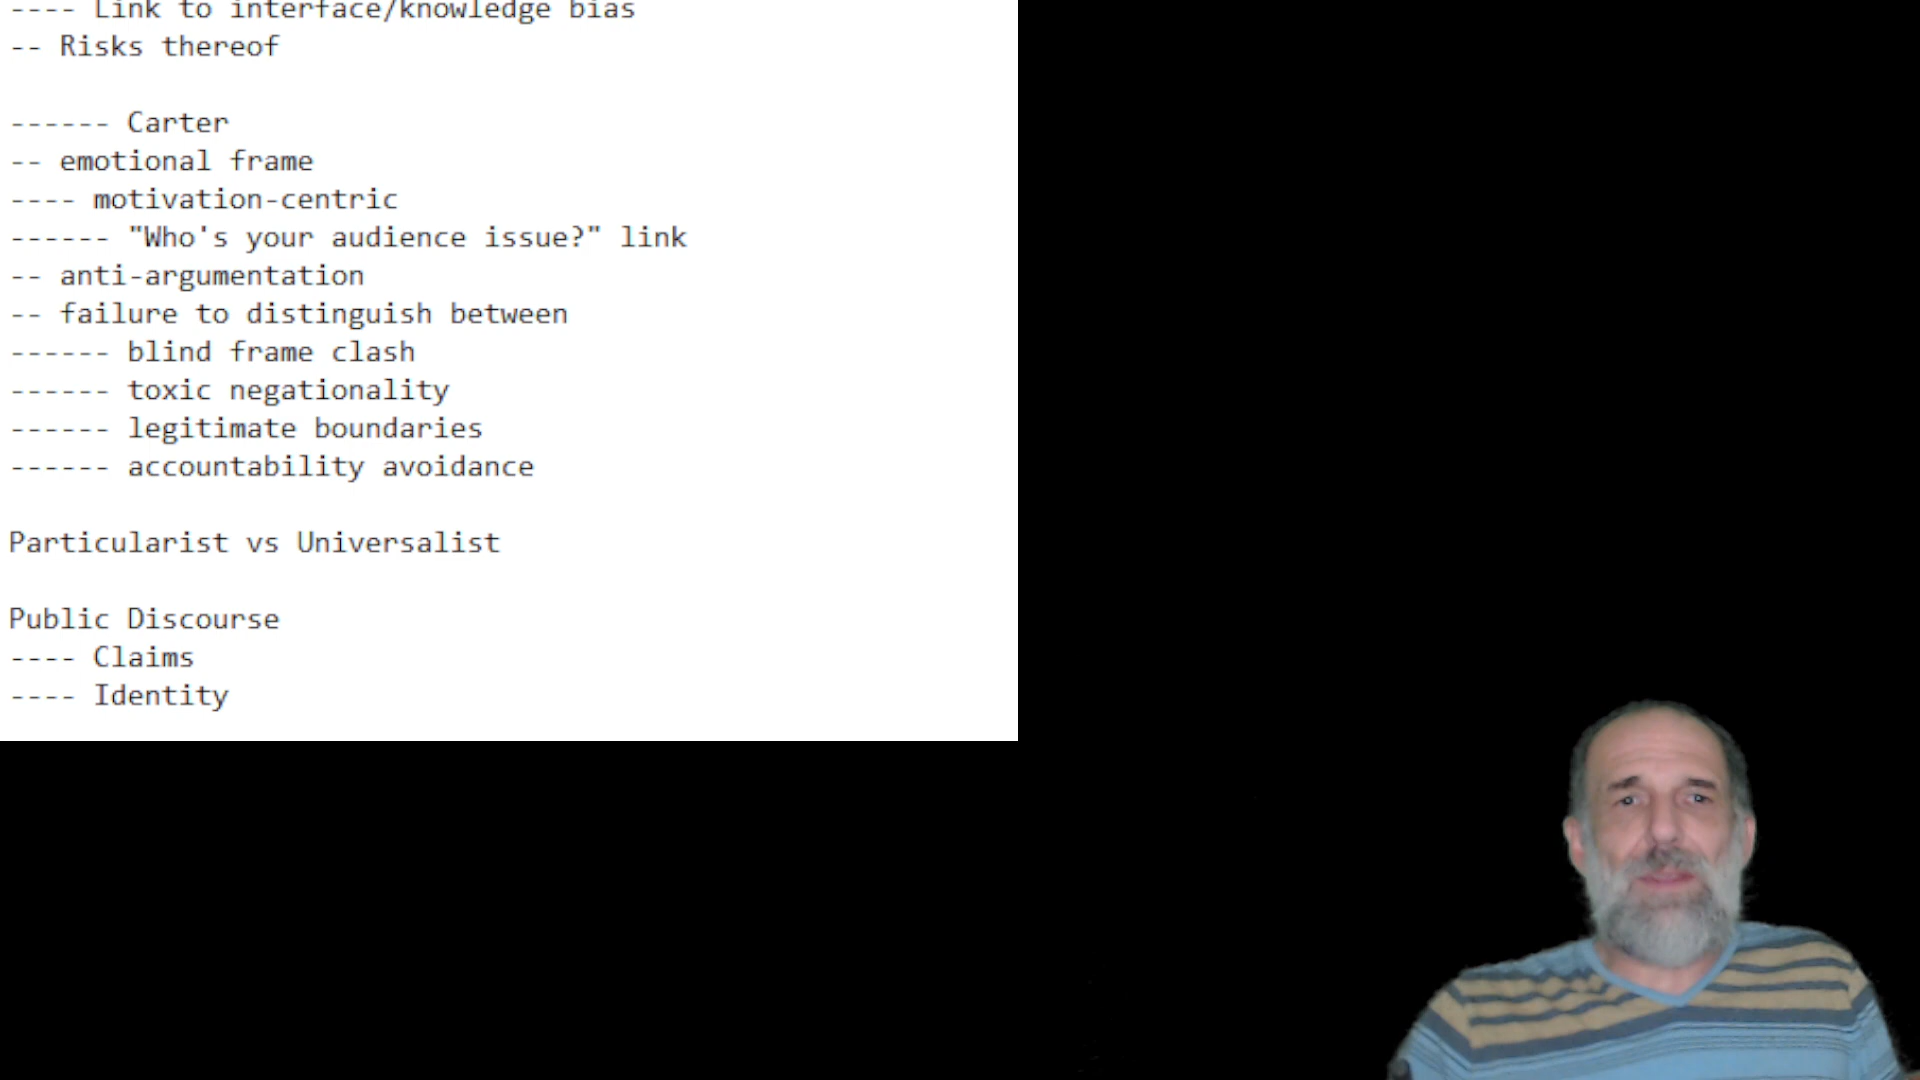 ---- Link to interface/knowledge bias
-- Risks thereof
------ Carter
-- emotional frame
---- motivation-centric
------ "Who's your audience issue?" link
-- anti-argumentation
-- failure to distinguish between
------ blind frame clash
------ toxic negationality
------ legitimate boundaries
------ accountability avoidance
Particularist vs Universalist
Public Discourse
---- Claims
---- Identity